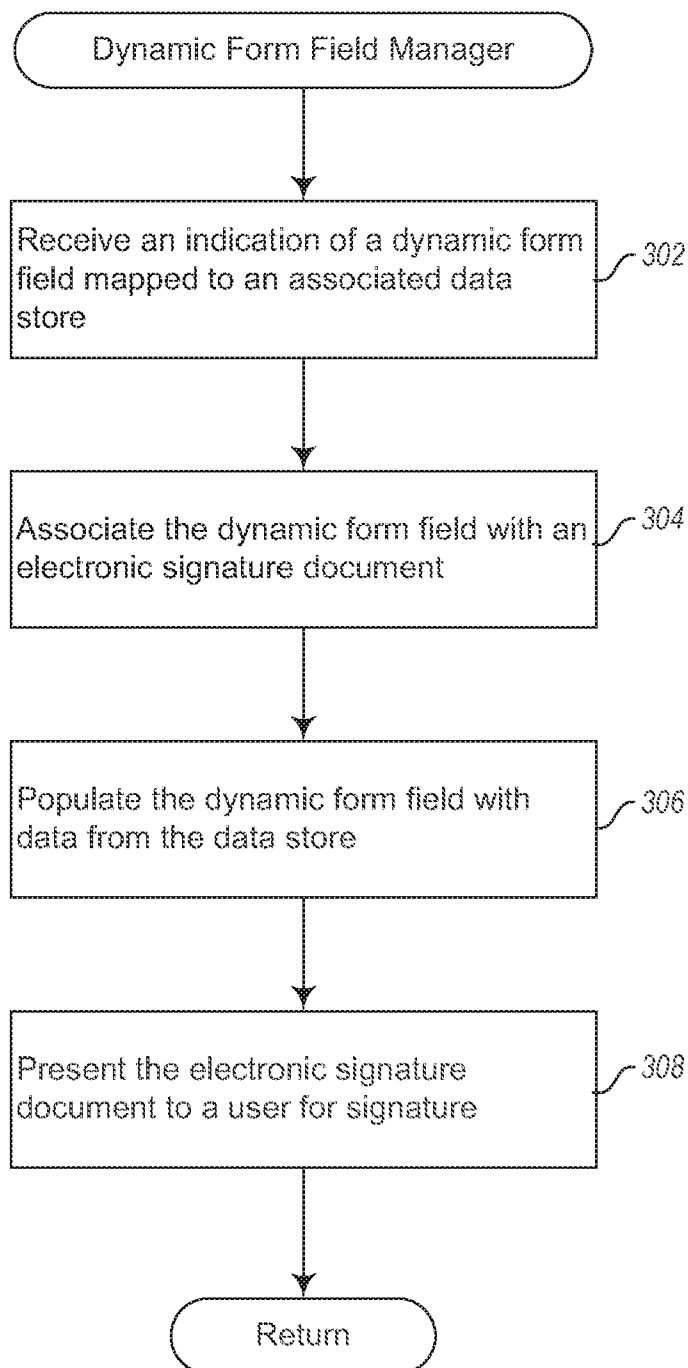 Dynamic Form Field Manager
Receive an indication of a dynamic form
field mapped to an associated data
store
302
Associate the dynamic form field with an
electronic signature document
304
Populate the dynamic form field with
data from the data store
306
Present the electronic signature
document to a user for signature
308
Return